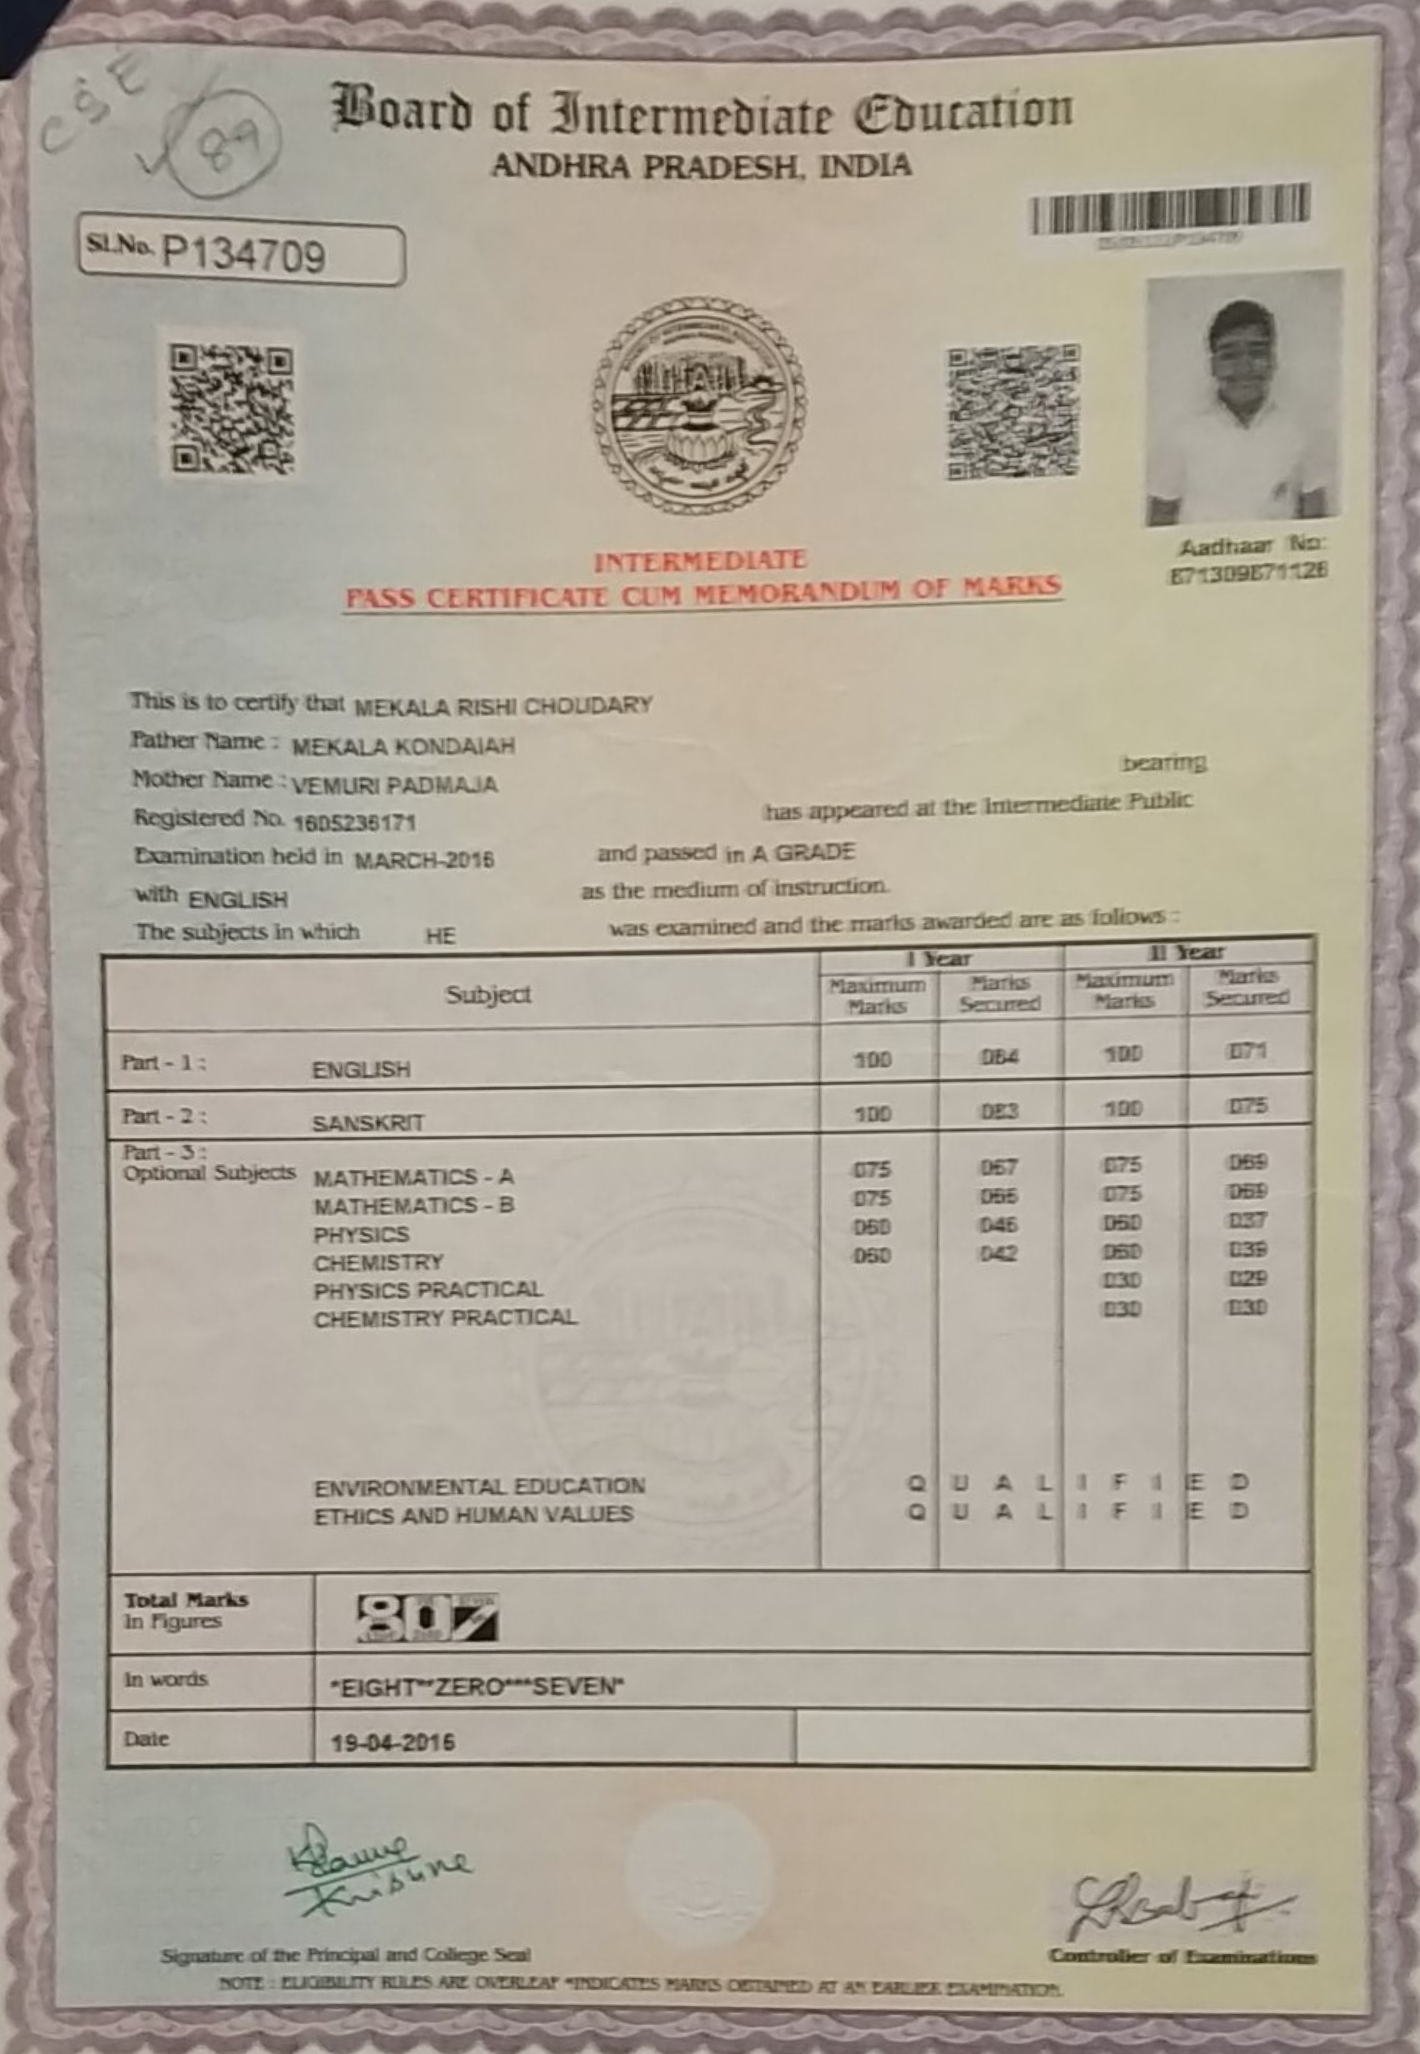 CSE
89
Board of Intermediate Education
ANDHRA PRADESH, INDIA
Sl.No. P134709
INTERMEDIATE
PASS CERTIFICATE CUM MEMORANDUM OF MARKS
Aadhaar No:
This is to certify that MEKALA RISHI CHOUDARY
Father Name : MEKALA KONDAIAH
bearing
Mother Name : VEMURI PADMAJA
Registered No. 1605236171 has appeared at the Intermediate Public
Examination held in MARCH-2016 and passed in A GRADE
with ENGLISH as the medium of instruction.
The subjects in which HE was examined and the marks awarded are as follows :
Subject I Year II Year
Maximum Marks Marks Secured Maximum Marks Marks Secured
Part - 1 : ENGLISH 100 100 071
Part - 2 : SANSKRIT 100 083 100 075
Part - 3 :
Optional Subjects MATHEMATICS - A 075 067 075 069
MATHEMATICS - B 075 075 069
PHYSICS 060 046 060 037
CHEMISTRY 060 042 060
PHYSICS PRACTICAL 030 029
CHEMISTRY PRACTICAL 030 030
ENVIRONMENTAL EDUCATION QUALIFIED
ETHICS AND HUMAN VALUES QUALIFIED
Total Marks
In Figures 807
In words *EIGHT**ZERO***SEVEN*
Date 19-04-2016
Signature of the Principal and College Seal
Controller of Examinations
NOTE : ELIGIBILITY RULES ARE OVERLEAF *INDICATES MARKS OBTAINED AT AN EARLIER EXAMINATION.